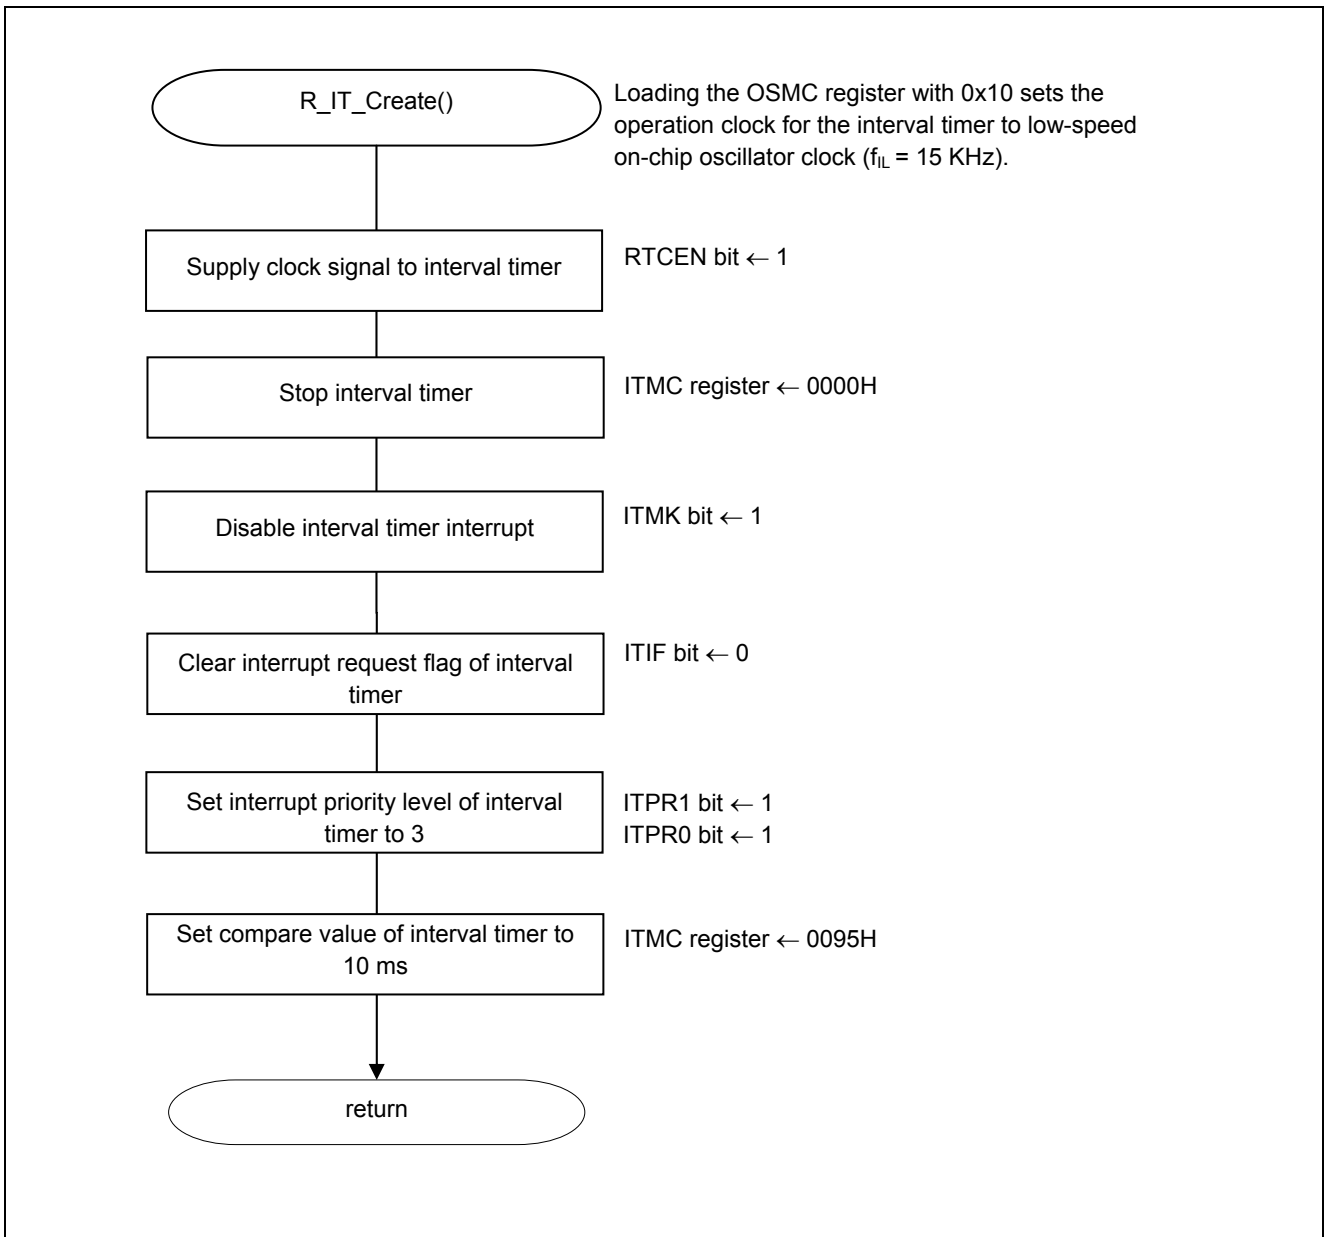 R_IT_Create()
Loading the OSMC register with 0x10 sets the
operation clock for the interval timer to low-speed
on-chip oscillator clock (fIL = 15 KHz).
Supply clock signal to interval timer
RTCEN bit ← 1
Stop interval timer
ITMC register ← 0000H
Disable interval timer interrupt
ITMK bit ← 1
Clear interrupt request flag of interval
timer
ITIF bit ← 0
Set interrupt priority level of interval
timer to 3
ITPR1 bit ← 1
ITPR0 bit ← 1
Set compare value of interval timer to
10 ms
ITMC register ← 0095H
return